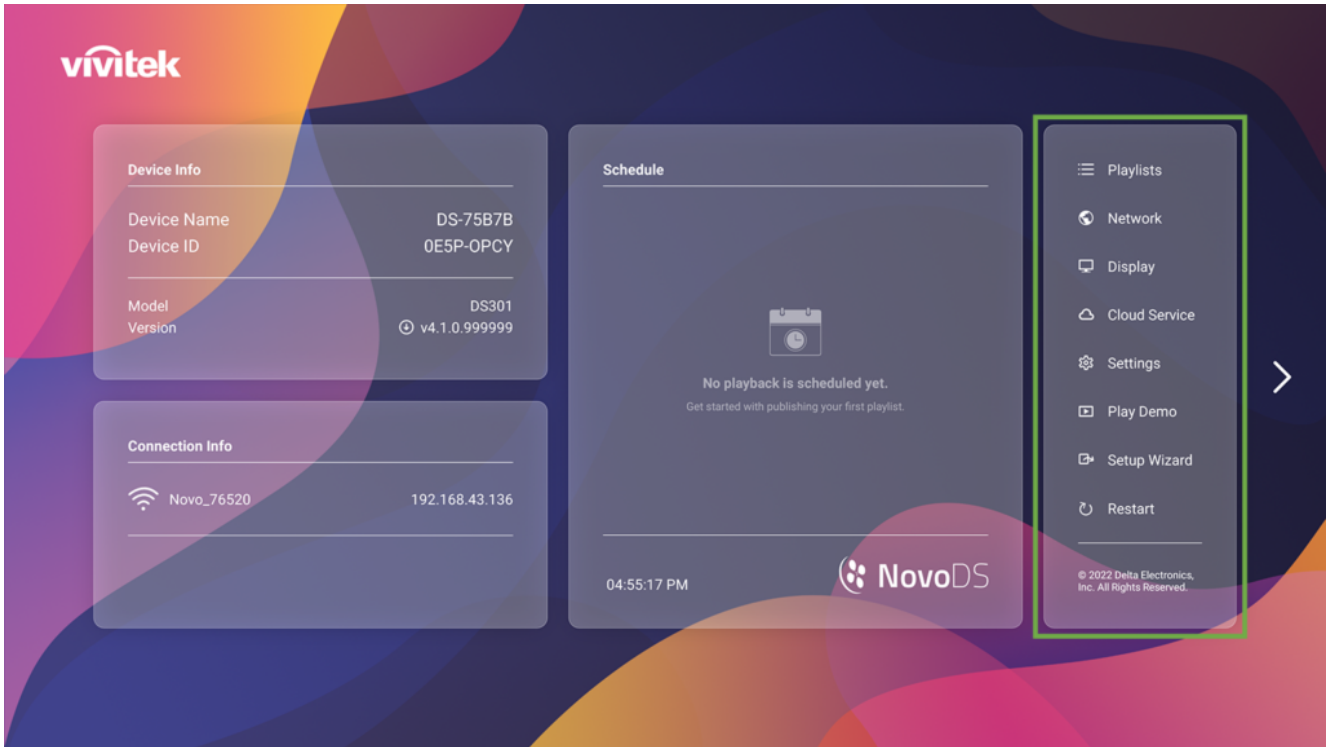 vivitek
Device Info
Device Name DS-75B7B
Device ID 0E5P-OPCY
Model DS301
Version v4.1.0.999999
Connection Info
Novo_76520 192.168.43.136
Schedule
No playback is scheduled yet.
Get started with publishing your first playlist.
04:55:17 PM
NovoDS
Playlists
Network
Display
Cloud Service
Settings
Play Demo
Setup Wizard
Restart
© 2022 Delta Electronics,
Inc. All Rights Reserved.